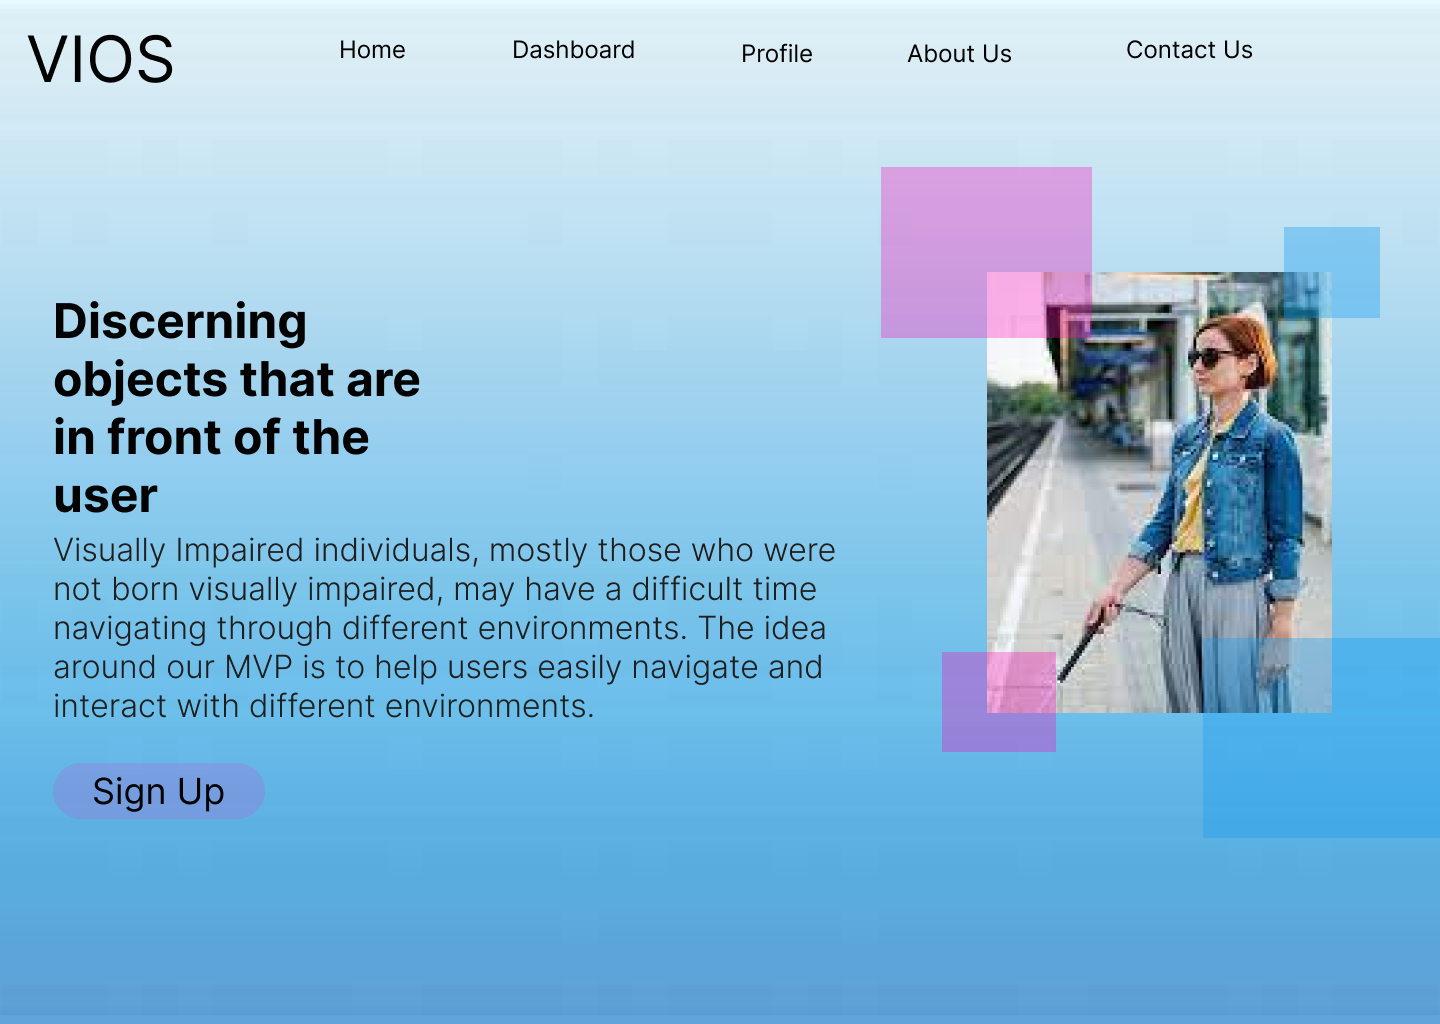 VIOS
Home Dashboard Profile About Us Contact Us
Discerning
objects that are
in front of the
user
Visually Impaired individuals, mostly those who were
not born visually impaired, may have a difficult time
navigating through different environments. The idea
around our MVP is to help users easily navigate and
interact with different environments.
Sign Up